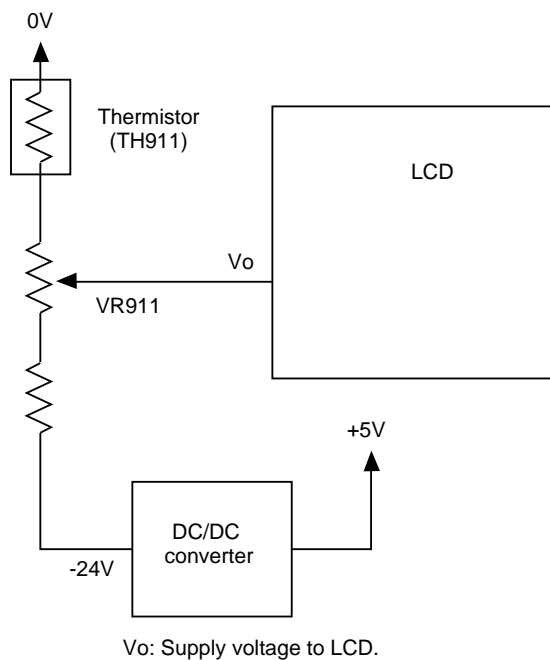 0V
Thermistor
(TH911)
LCD
Vo
VR911
+5V
DC/DC
converter
-24V
Vo: Supply voltage to LCD.